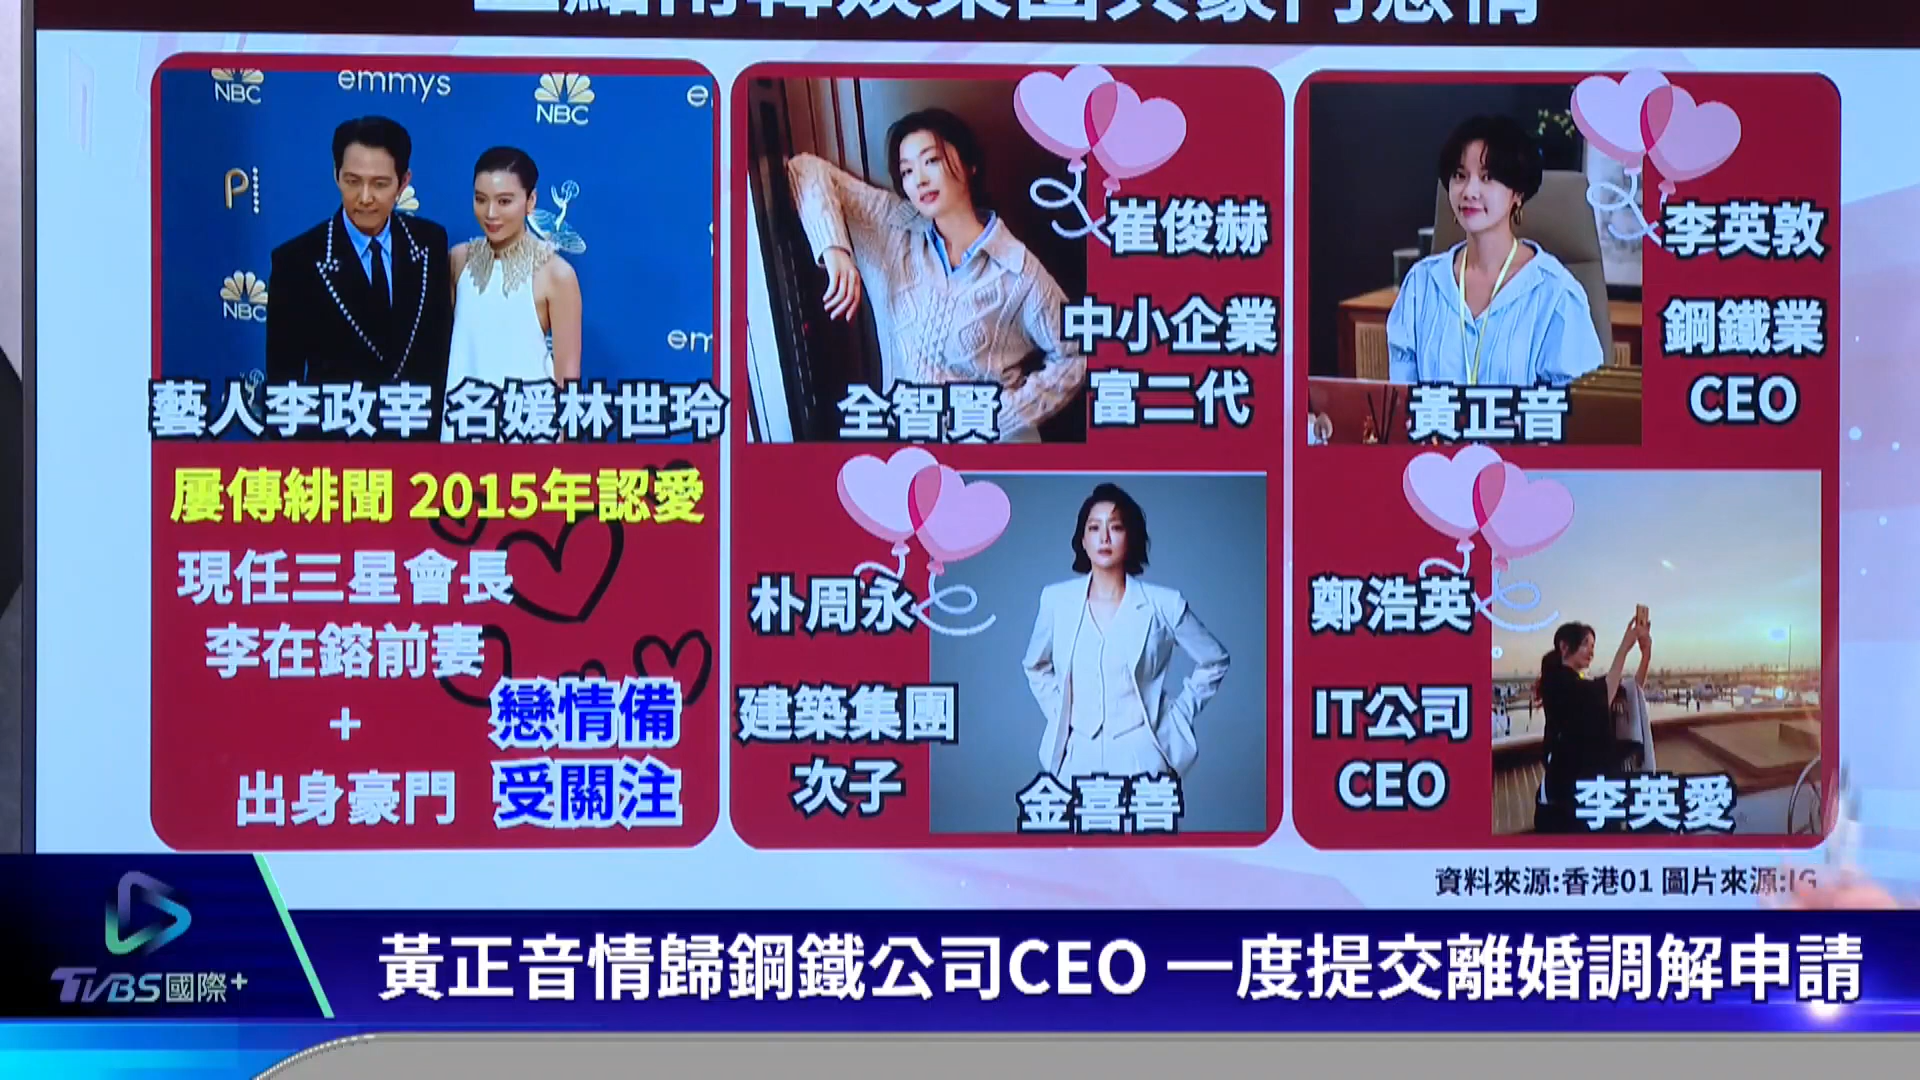 NBC
emmys
NBC
e
P
NBC
em
藝人李政宰 名媛林世玲
屢傳緋聞 2015年認愛
現任三星會長
李在鎔前妻
+
出身豪門
戀情備
受關注
崔俊赫
中小企業
富二代
全智賢
李英敦
鋼鐵業
CEO
黃正音
朴周永
建築集團
次子
金喜善
鄭浩英
IT公司
CEO
李英愛
資料來源:香港01 圖片來源:IG
TVBS國際+
黃正音情歸鋼鐵公司CEO 一度提交離婚調解申請